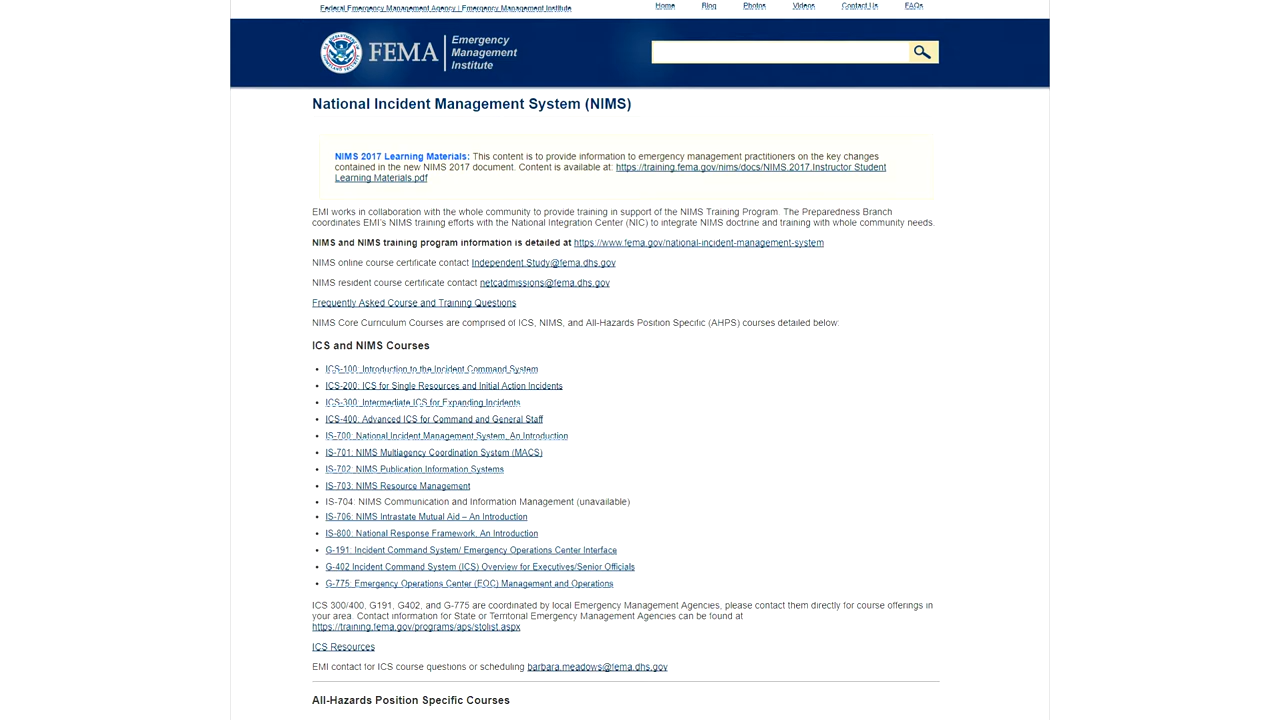 Federal Emergency Management Agency | Emergency Management Institute
Home Blog Photos Videos Contact Us FAQs
FEMA Emergency
Management
Institute
National Incident Management System (NIMS)
NIMS 2017 Learning Materials: This content is to provide information to emergency management practitioners on the key changes
contained in the new NIMS 2017 document. Content is available at: https://training.fema.gov/nims/docs/NIMS.2017.Instructor Student
Learning Materials.pdf
EMI works in collaboration with the whole community to provide training in support of the NIMS Training Program. The Preparedness Branch
coordinates EMI's NIMS training efforts with the National Integration Center (NIC) to integrate NIMS doctrine and training with whole community needs.
NIMS and NIMS training program information is detailed at https://www.fema.gov/national-incident-management-system
NIMS online course certificate contact Independent.Study@fema.dhs.gov
NIMS resident course certificate contact netcadmissions@fema.dhs.gov
Frequently Asked Course and Training Questions
NIMS Core Curriculum Courses are comprised of ICS, NIMS, and All-Hazards Position Specific (AHPS) courses detailed below:
ICS and NIMS Courses
• ICS-100: Introduction to the Incident Command System
• ICS-200: ICS for Single Resources and Initial Action Incidents
• ICS-300: Intermediate ICS for Expanding Incidents
• ICS-400: Advanced ICS for Command and General Staff
• IS-700: National Incident Management System, An Introduction
• IS-701: NIMS Multiagency Coordination System (MACS)
• IS-702: NIMS Publication Information Systems
• IS-703: NIMS Resource Management
• IS-704: NIMS Communication and Information Management (unavailable)
• IS-706: NIMS Intrastate Mutual Aid – An Introduction
• IS-800: National Response Framework, An Introduction
• G-191: Incident Command System/ Emergency Operations Center Interface
• G-402 Incident Command System (ICS) Overview for Executives/Senior Officials
• G-775: Emergency Operations Center (EOC) Management and Operations
ICS 300/400, G191, G402, and G-775 are coordinated by local Emergency Management Agencies, please contact them directly for course offerings in
your area. Contact information for State or Territorial Emergency Management Agencies can be found at
https://training.fema.gov/programs/aps/stolist.aspx
ICS Resources
EMI contact for ICS course questions or scheduling barbara.meadows@fema.dhs.gov
All-Hazards Position Specific Courses